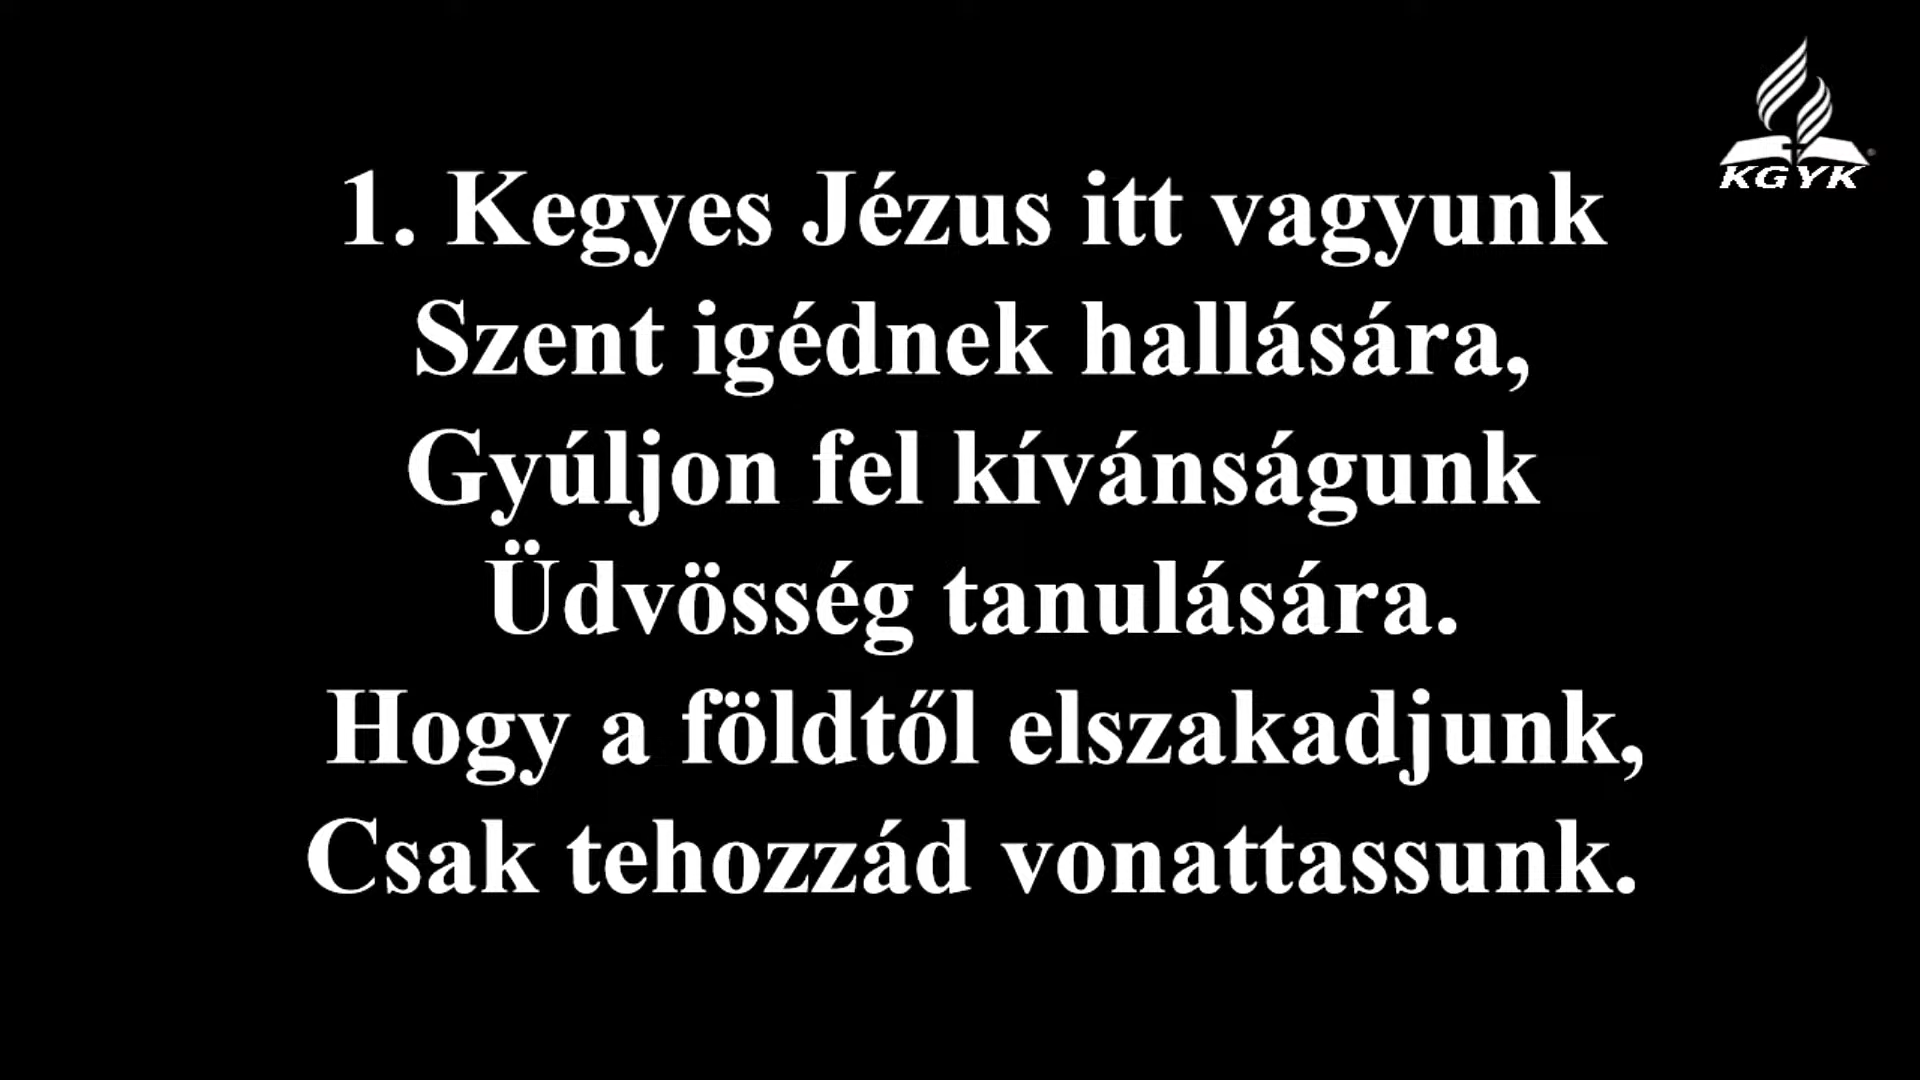 KGYK
1. Kegyes Jézus itt vagyunk
Szent igédnek hallására,
Gyúljon fel kívánságunk
Üdvösség tanulására.
Hogy a földtől elszakadjunk,
Csak tehozzád vonattassunk.